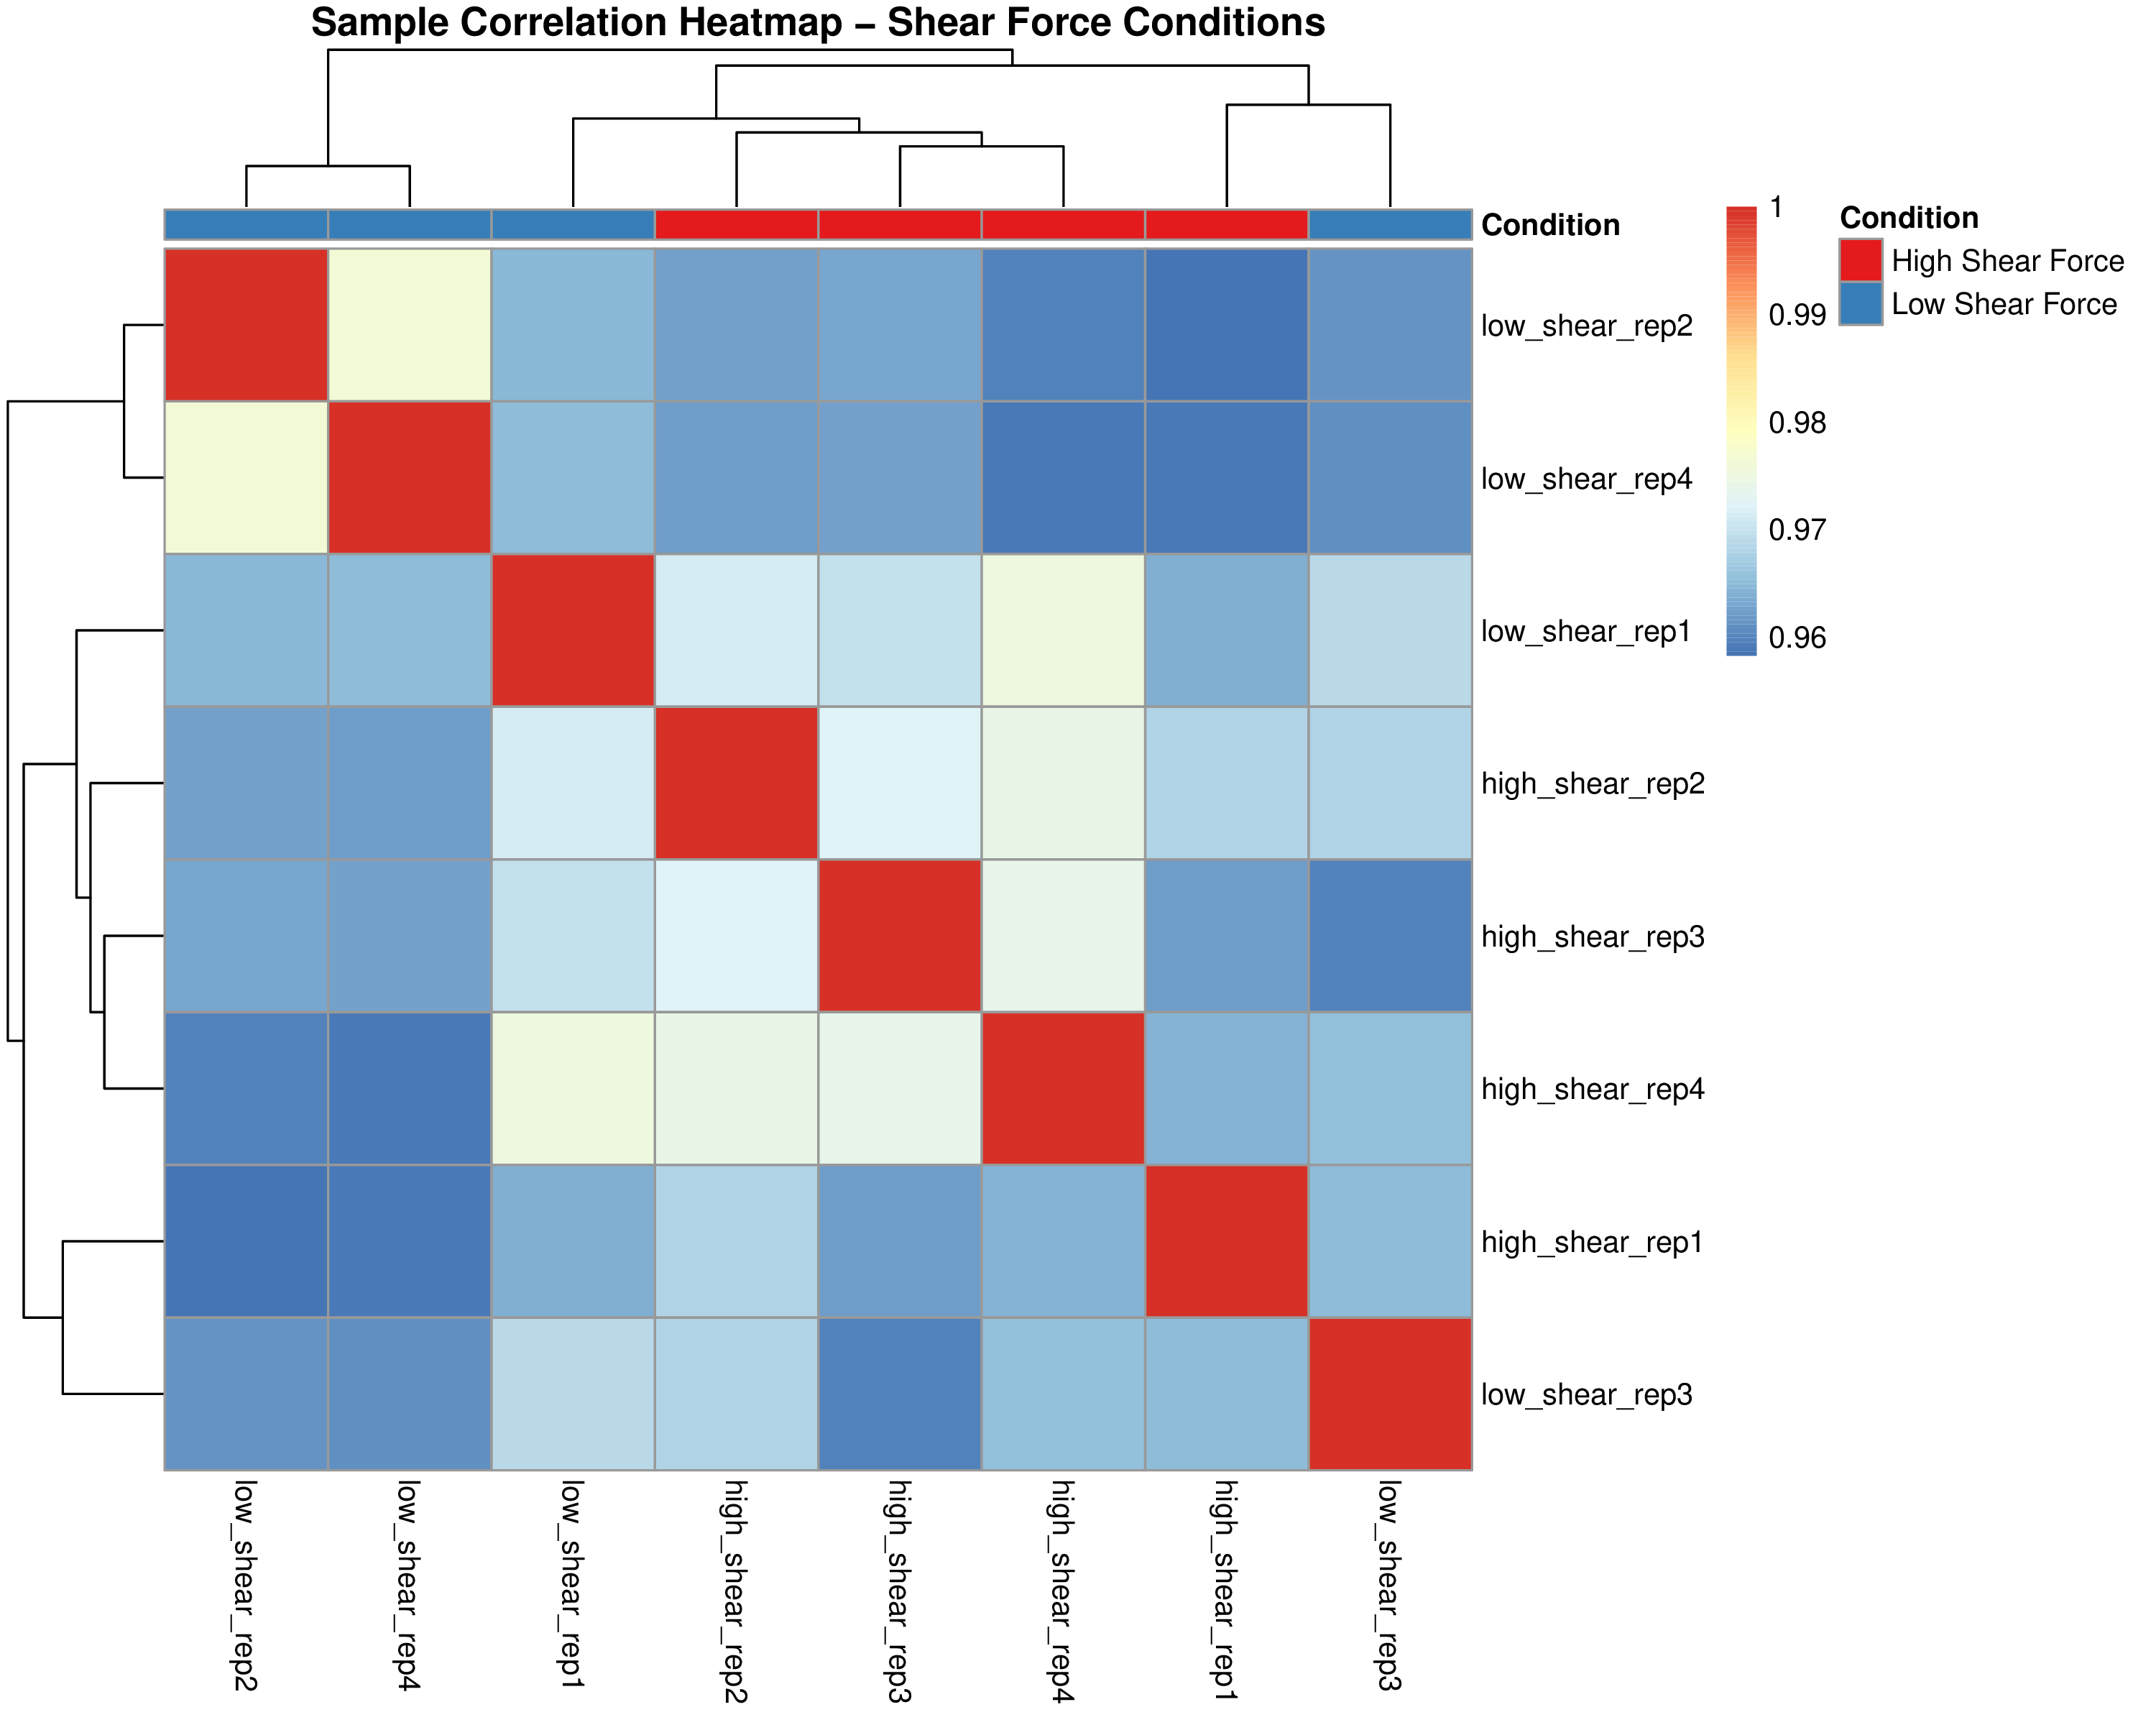 Sample Correlation Heatmap – Shear Force Conditions
Condition
low_shear_rep2
low_shear_rep4
low_shear_rep1
high_shear_rep2
high_shear_rep3
high_shear_rep4
high_shear_rep1
low_shear_rep3
1
0.99
0.98
0.97
0.96
Condition
High Shear Force
Low Shear Force
low_shear_rep2
low_shear_rep4
low_shear_rep1
high_shear_rep2
high_shear_rep3
high_shear_rep4
high_shear_rep1
low_shear_rep3